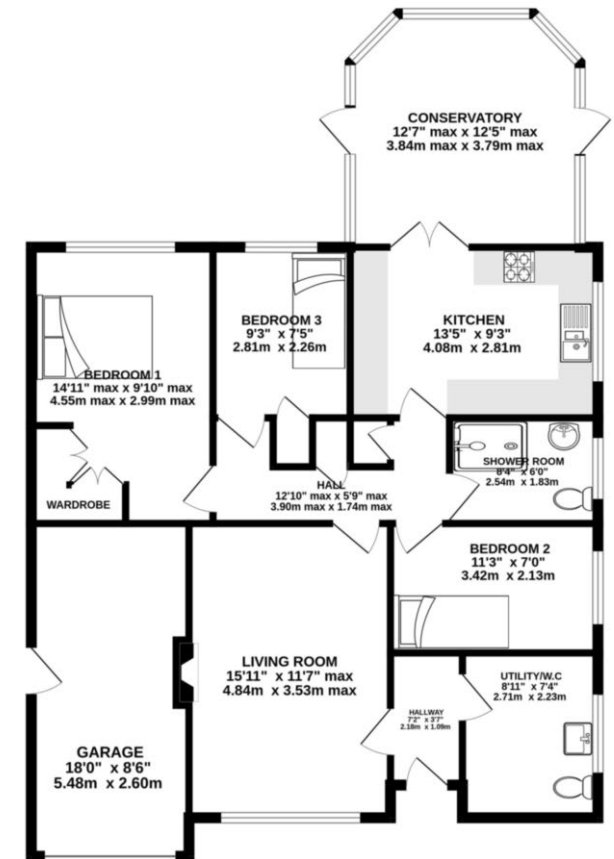 CONSERVATORY
12'7" max x 12'5" max
3.84m max x 3.79m max
BEDROOM 3
9'3" x 7'5"
2.81m x 2.26m
KITCHEN
13'5" x 9'3"
4.08m x 2.81m
BEDROOM 1
14'11" max x 9'10" max
4.55m max x 2.99m max
SHOWER ROOM
8'4" x 6'0"
2.54m x 1.83m
HALL
12'10" max x 5'9" max
3.90m max x 1.74m max
WARDROBE
BEDROOM 2
11'3" x 7'0"
3.42m x 2.13m
LIVING ROOM
15'11" x 11'7" max
4.84m x 3.53m max
UTILITY/W.C
8'11" x 7'4"
2.71m x 2.23m
HALLWAY
7'2" x 3'7"
2.18m x 1.09m
GARAGE
18'0" x 8'6"
5.48m x 2.60m